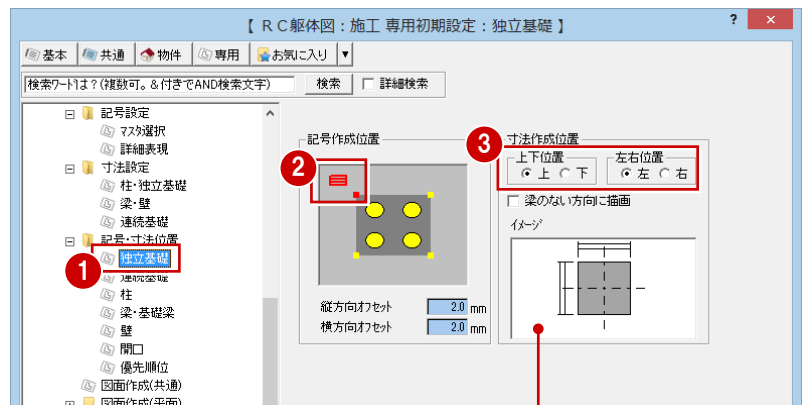 【 ＲＣ躯体図：施工 専用初期設定：独立基礎 】
? ×
基本 共通 物件 専用 お気に入り ▼
検索ワードは？(複数可。＆付きでAND検索文字) 検索 詳細検索
記号設定
マスタ選択
詳細表現
寸法設定
柱・独立基礎
梁・壁
連続基礎
記号・寸法位置
1
独立基礎
連続基礎
柱
梁・基礎梁
壁
開口
優先順位
図面作成(共通)
図面作成(平面)
記号作成位置
2
縦方向オフセット 2.0 mm
横方向オフセット 2.0 mm
3
寸法作成位置
上下位置
上 下
左右位置
左 右
梁のない方向に描画
イメージ